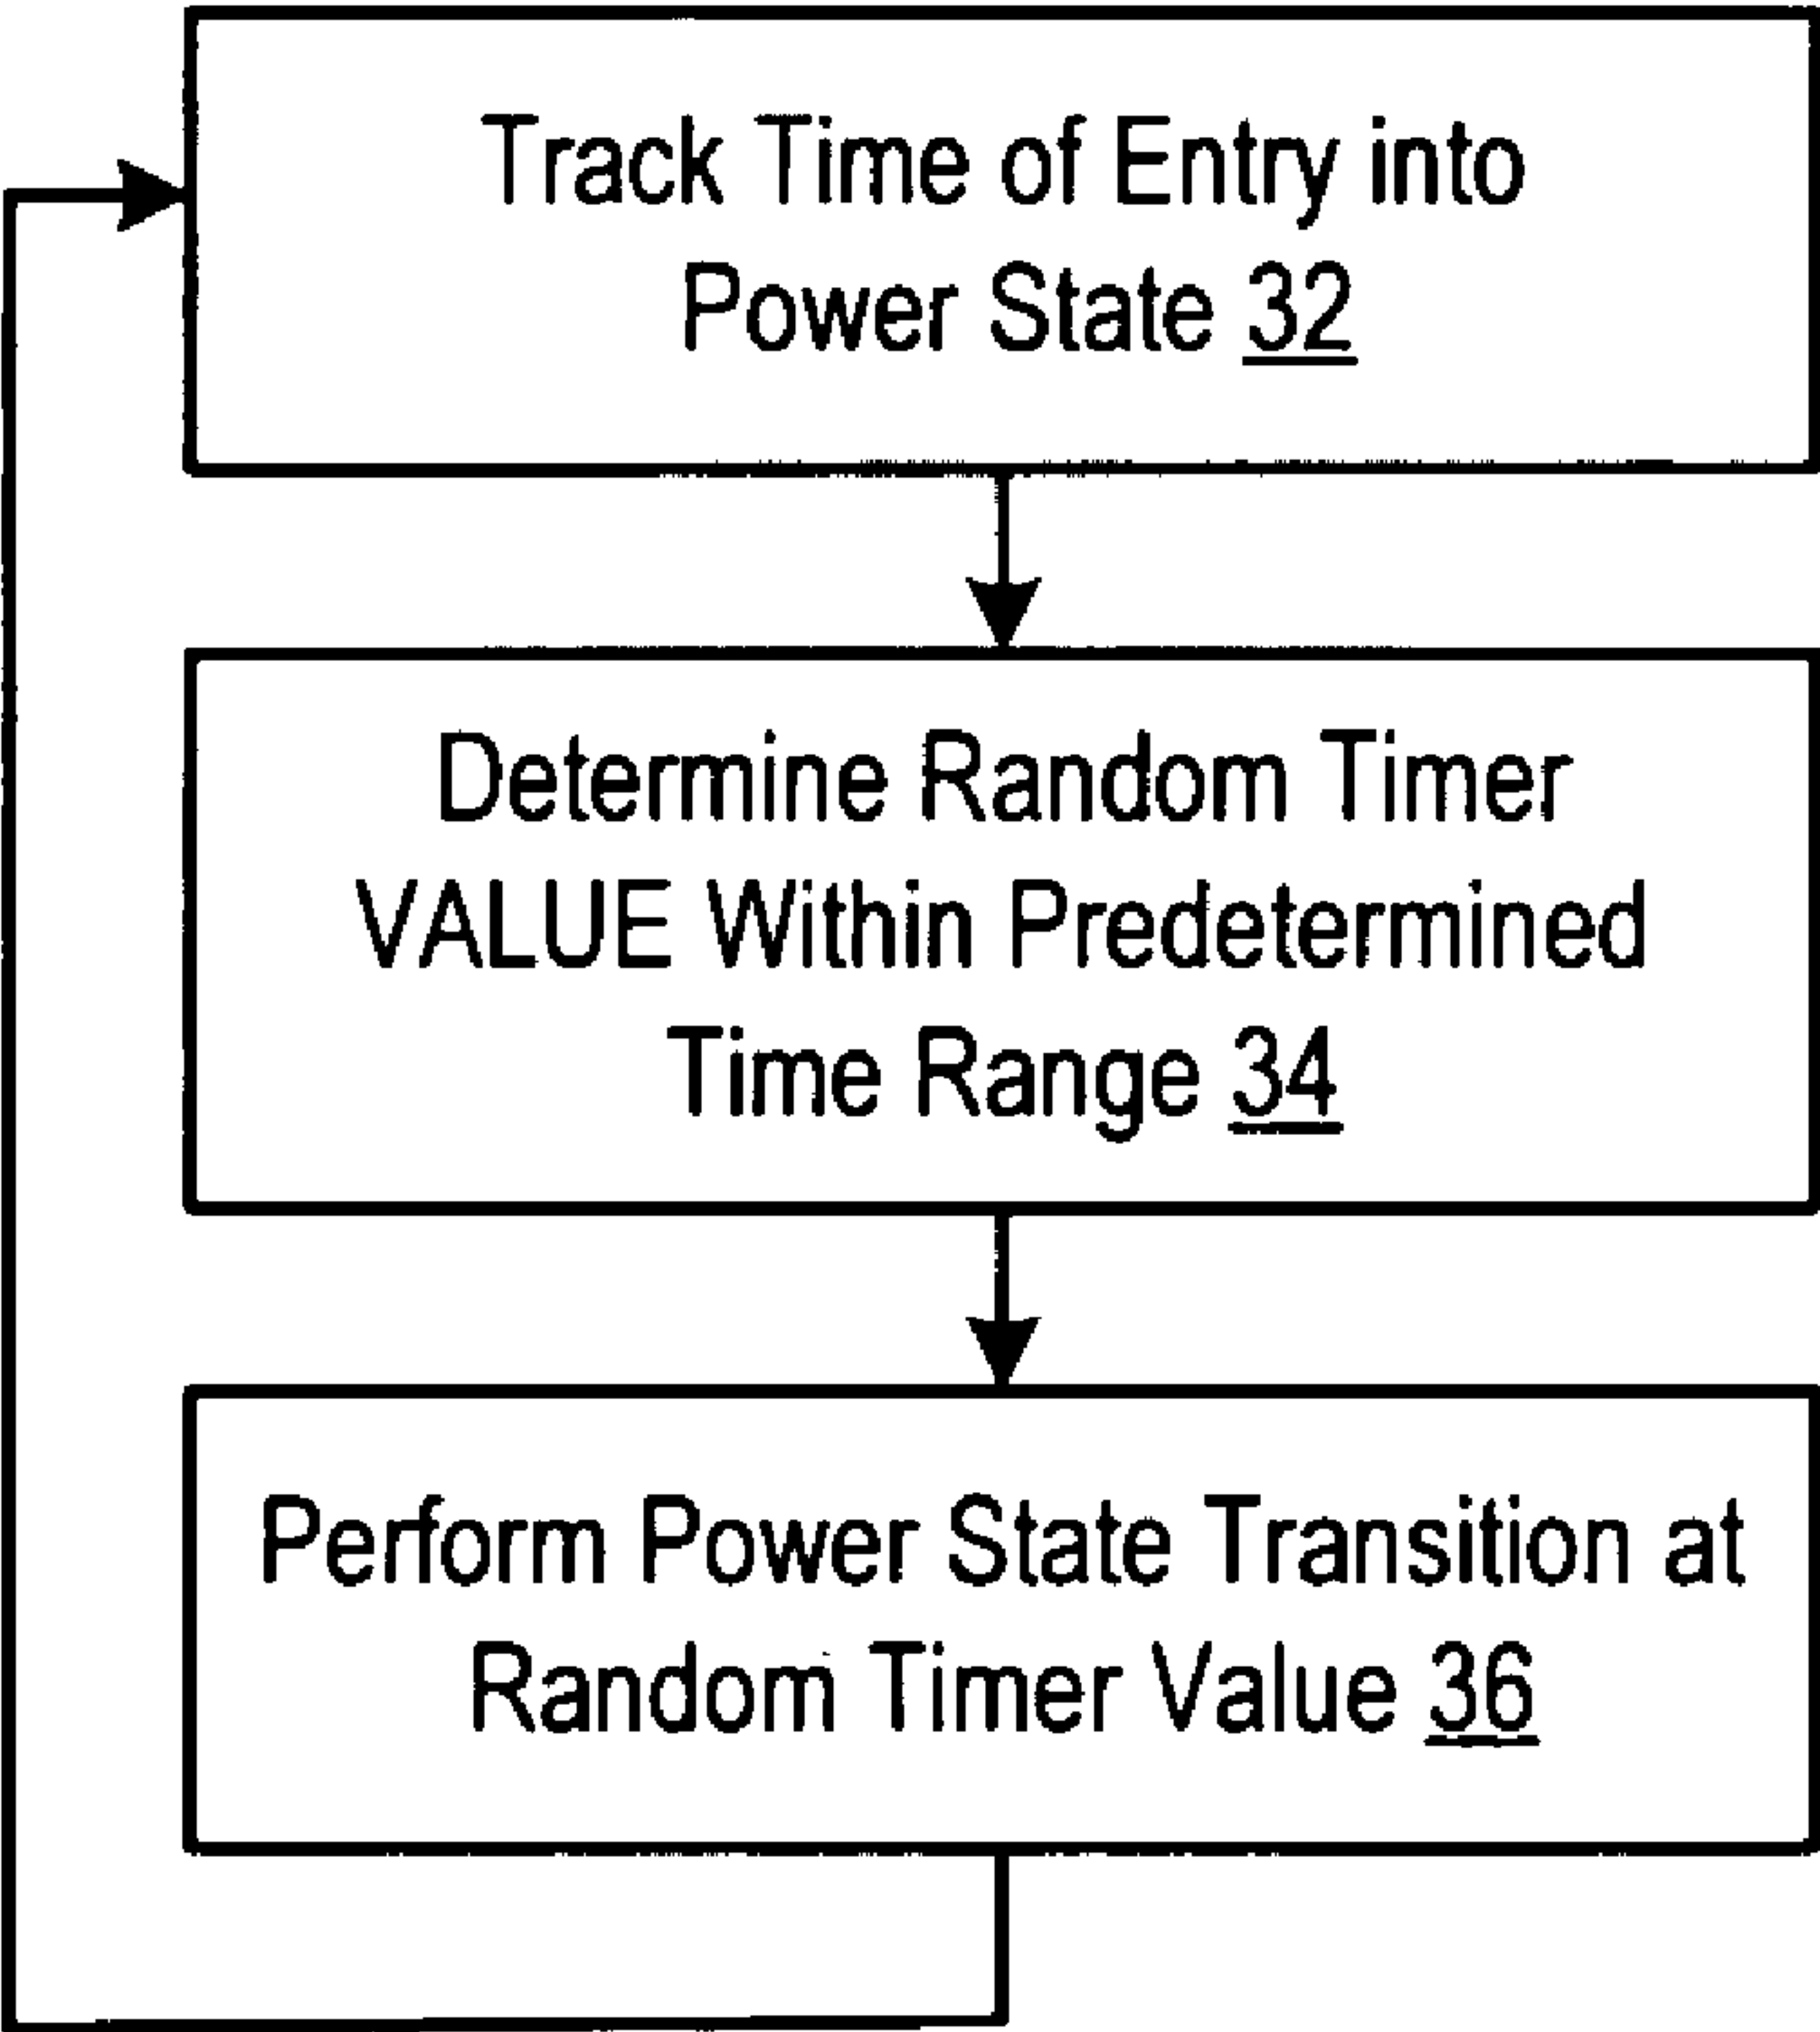 Track Time of Entry into
Power State 32
Determine Random Timer
VALUE Within Predetermined
Time Range 34
Perform Power State Transition at
Random Timer Value 36